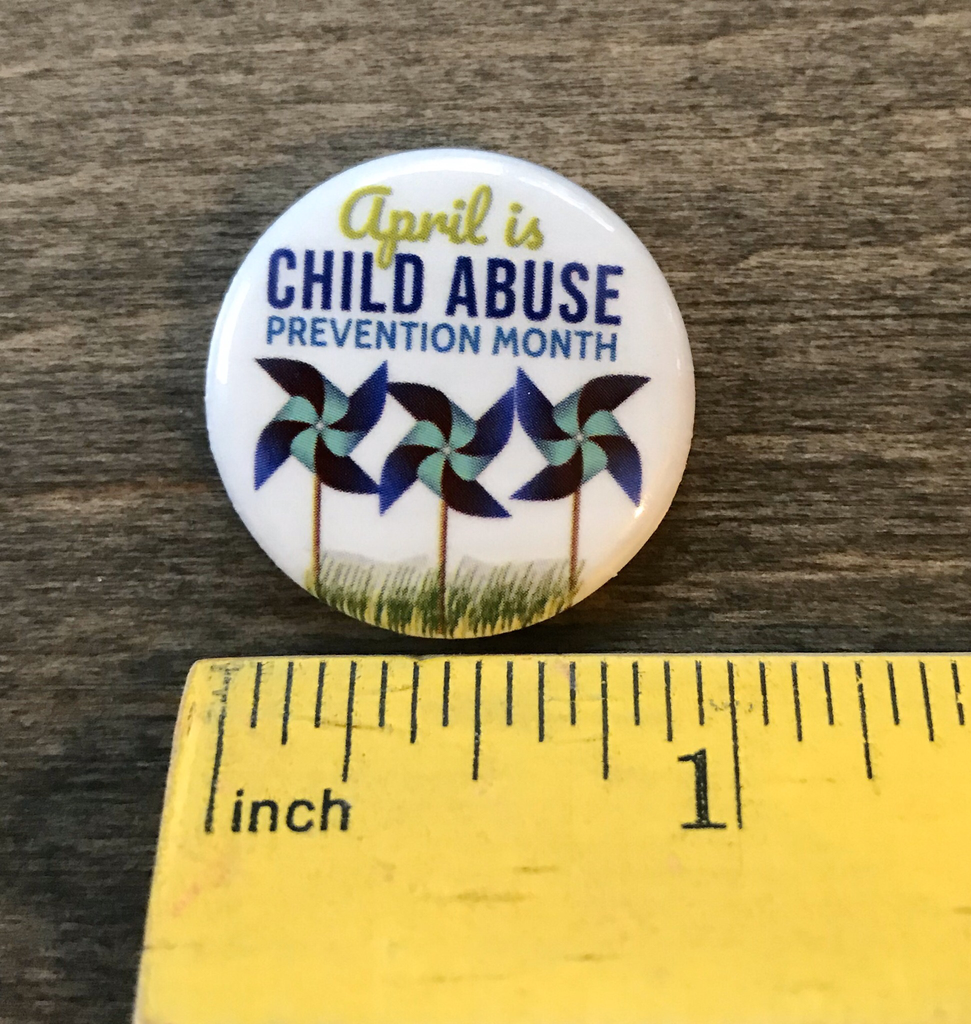 April is
CHILD ABUSE
PREVENTION MONTH
inch
1